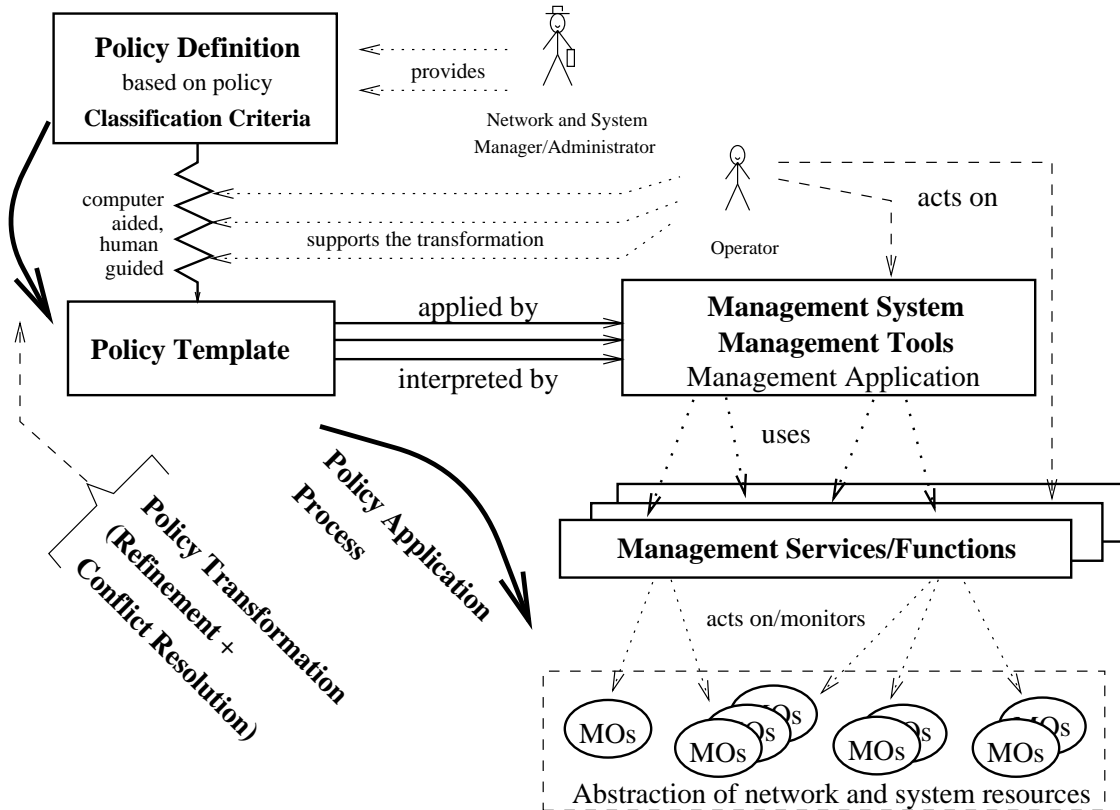 Policy Definition
based on policy
Classification Criteria
provides
Network and System
Manager/Administrator
computer
aided,
human
guided
supports the transformation
Operator
acts on
Policy Template
applied by
interpreted by
Management System
Management Tools
Management Application
uses
Policy Transformation
(Refinement +
Conflict Resolution)
Policy Application
Process
Management Services/Functions
acts on/monitors
MOs
MOs
MOs
MOs
MOs
MOs
MOs
MOs
Abstraction of network and system resources